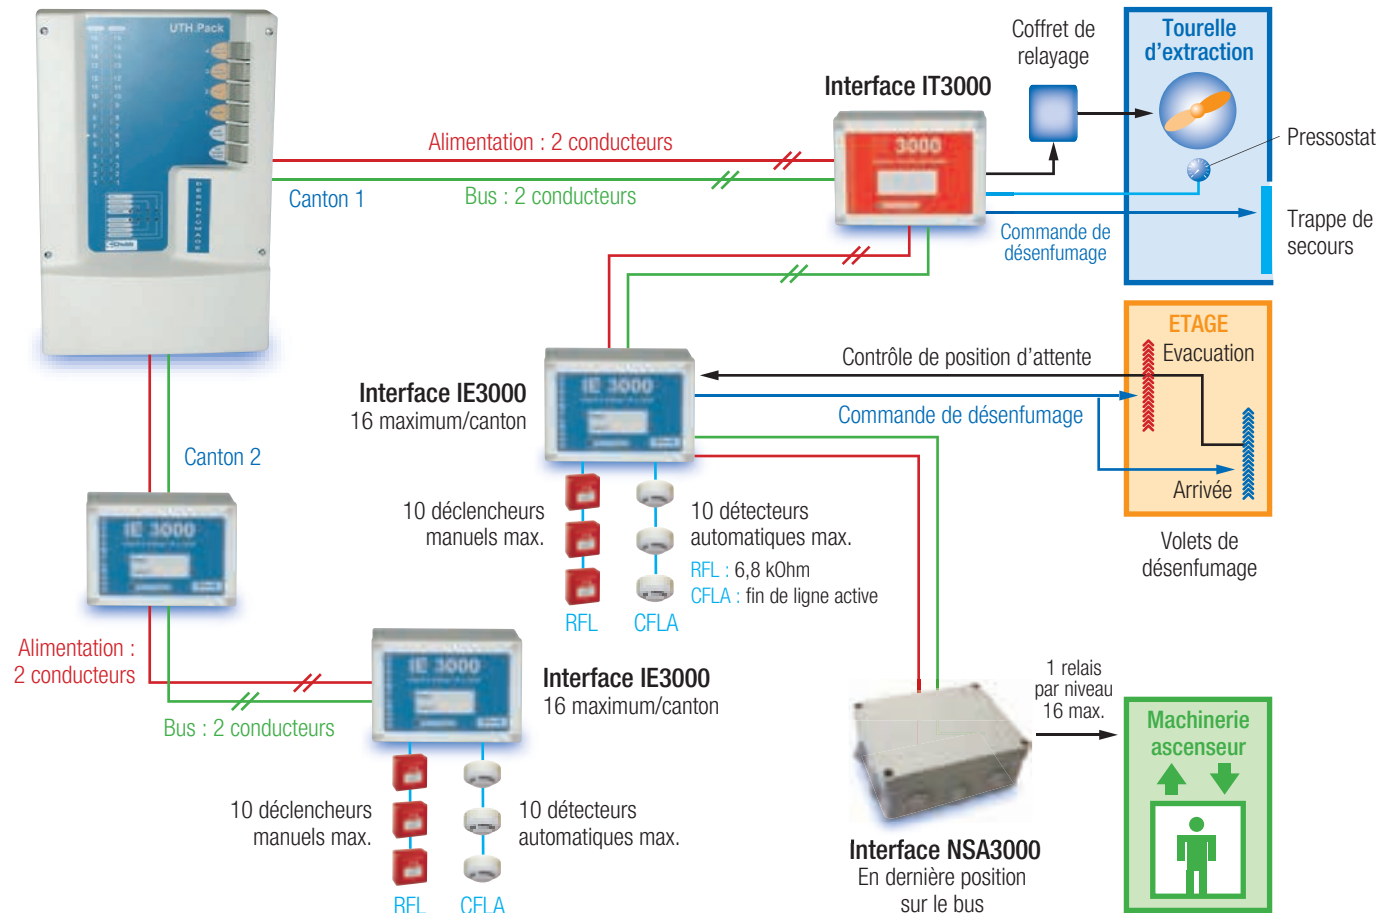 UTH.Pack
Coffret de
relayage
Tourelle
d'extraction
Interface IT3000
3000
Pressostat
Alimentation : 2 conducteurs
Canton 1
Bus : 2 conducteurs
Commande de
désenfumage
Trappe de
secours
ETAGE
Evacuation
Contrôle de position d'attente
Interface IE3000
16 maximum/canton
IE 3000
Commande de désenfumage
Arrivée
Canton 2
10 déclencheurs
manuels max.
10 détecteurs
automatiques max.
RFL : 6,8 kOhm
CFLA : fin de ligne active
RFL
CFLA
Volets de
désenfumage
IE 3000
Alimentation :
2 conducteurs
Bus : 2 conducteurs
IE 3000
Interface IE3000
16 maximum/canton
1 relais
par niveau
16 max.
Machinerie
ascenseur
10 déclencheurs
manuels max.
10 détecteurs
automatiques max.
RFL
CFLA
Interface NSA3000
En dernière position
sur le bus